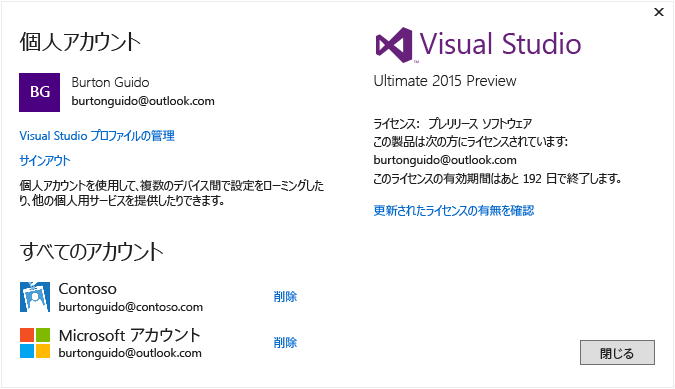 個人アカウント
BG
Burton Guido
burtonguido@outlook.com
Visual Studio プロファイルの管理
サインアウト
個人アカウントを使用して、複数のデバイス間で設定をローミングした
り、他の個人用サービスを提供したりできます。
すべてのアカウント
Contoso
burtonguido@contoso.com
削除
Microsoft アカウント
burtonguido@outlook.com
削除
Visual Studio
Ultimate 2015 Preview
ライセンス: プレリリース ソフトウェア
この製品は次の方にライセンスされています:
burtonguido@outlook.com
このライセンスの有効期間はあと 192 日で終了します。
更新されたライセンスの有無を確認
閉じる